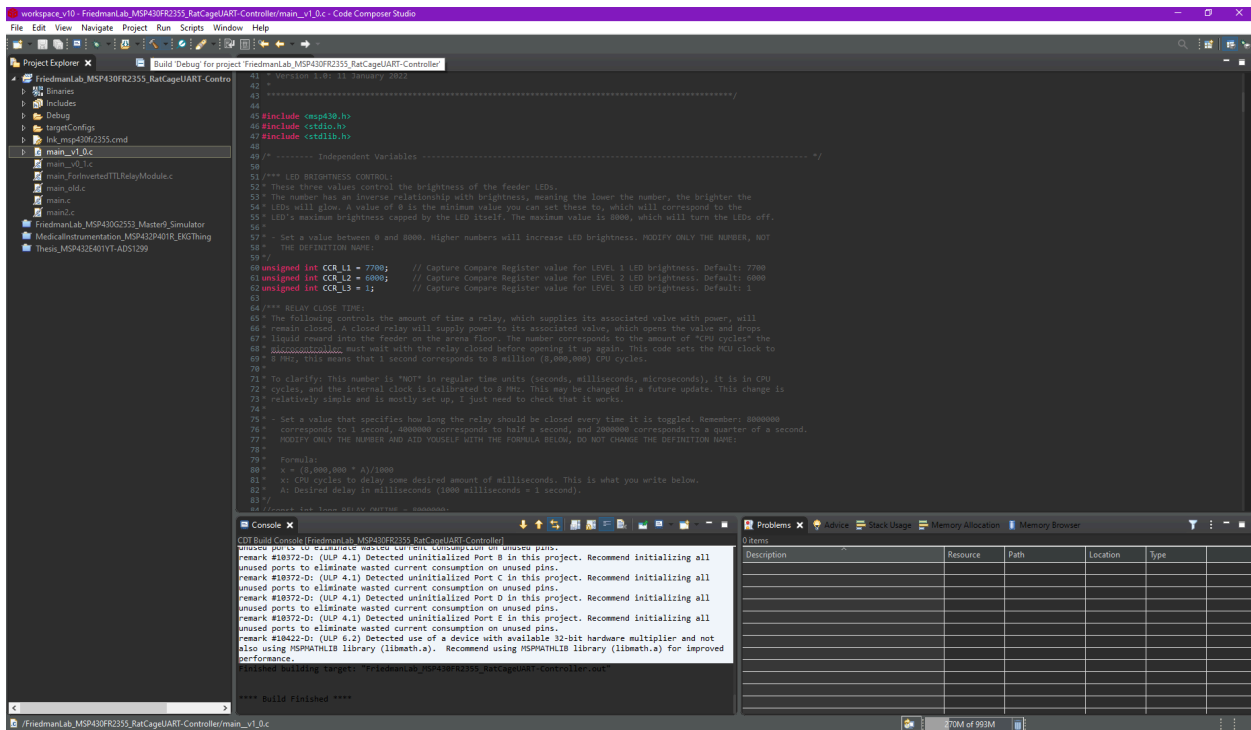 workspace_v10 - FriedmanLab_MSP430FR2355_RatCageUART-Controller/main__v1_0.c - Code Composer Studio
File Edit View Navigate Project Run Scripts Window Help
Project Explorer
Build 'Debug' for project 'FriedmanLab_MSP430FR2355_RatCageUART-Controller'
FriedmanLab_MSP430FR2355_RatCageUART-Contro
Binaries
Includes
Debug
targetConfigs
lnk_msp430fr2355.cmd
main__v1_0.c
main__v0_1.c
main_ForInvertedTTLRelayModule.c
main_old.c
main.c
main2.c
FriedmanLab_MSP430G2553_Master9_Simulator
MedicalInstrumentation_MSP432P401R_EKGThing
Thesis_MSP432E401YT-ADS1299
41 * Version 1.0: 11 January 2022
42 *
43 ***************************************************************************************************/
44
45 #include <msp430.h>
46 #include <stdio.h>
47 #include <stdlib.h>
48
49 /* -------- Independent Variables -------------------------------------------------------------------------------- */
50
51 /*** LED BRIGHTNESS CONTROL:
52 * These three values control the brightness of the feeder LEDs.
53 * The number has an inverse relationship with brightness, meaning the lower the number, the brighter the
54 * LEDs will glow. A value of 0 is the minimum value you can set these to, which will correspond to the
55 * LED's maximum brightness capped by the LED itself. The maximum value is 8000, which will turn the LEDs off.
56 *
57 * - Set a value between 0 and 8000. Higher numbers will increase LED brightness. MODIFY ONLY THE NUMBER, NOT
58 * THE DEFINITION NAME:
59 */
60 unsigned int CCR_L1 = 7700; // Capture Compare Register value for LEVEL 1 LED brightness. Default: 7700
61 unsigned int CCR_L2 = 6000; // Capture Compare Register value for LEVEL 2 LED brightness. Default: 6000
62 unsigned int CCR_L3 = 1; // Capture Compare Register value for LEVEL 3 LED brightness. Default: 1
63
64 /*** RELAY CLOSE TIME:
65 * The following controls the amount of time a relay, which supplies its associated valve with power, will
66 * remain closed. A closed relay will supply power to its associated valve, which opens the valve and drops
67 * liquid reward into the feeder on the arena floor. The number corresponds to the amount of *CPU cycles* the
68 * microcontroller must wait with the relay closed before opening it up again. This code sets the MCU clock to
69 * 8 MHz, this means that 1 second corresponds to 8 million (8,000,000) CPU cycles.
70 *
71 * To clarify: This number is *NOT* in regular time units (seconds, milliseconds, microseconds), it is in CPU
72 * cycles, and the internal clock is calibrated to 8 MHz. This may be changed in a future update. This change is
73 * relatively simple and is mostly set up, I just need to check that it works.
74 *
75 * - Set a value that specifies how long the relay should be closed every time it is toggled. Remember: 8000000
76 * corresponds to 1 second, 4000000 corresponds to half a second, and 2000000 corresponds to a quarter of a second.
77 * MODIFY ONLY THE NUMBER AND AID YOUSELF WITH THE FORMULA BELOW, DO NOT CHANGE THE DEFINITION NAME:
78 *
79 * Formula:
80 * x = (8,000,000 * A)/1000
81 * x: CPU cycles to delay some desired amount of milliseconds. This is what you write below.
82 * A: Desired delay in milliseconds (1000 milliseconds = 1 second).
83 */
84 //const int long RELAY_ONTIME = 8000000;
Console
CDT Build Console [FriedmanLab_MSP430FR2355_RatCageUART-Controller]
unused ports to eliminate wasted current consumption on unused pins.
remark #10372-D: (ULP 4.1) Detected uninitialized Port B in this project. Recommend initializing all
unused ports to eliminate wasted current consumption on unused pins.
remark #10372-D: (ULP 4.1) Detected uninitialized Port C in this project. Recommend initializing all
unused ports to eliminate wasted current consumption on unused pins.
remark #10372-D: (ULP 4.1) Detected uninitialized Port D in this project. Recommend initializing all
unused ports to eliminate wasted current consumption on unused pins.
remark #10372-D: (ULP 4.1) Detected uninitialized Port E in this project. Recommend initializing all
unused ports to eliminate wasted current consumption on unused pins.
remark #10422-D: (ULP 6.2) Detected use of a device with available 32-bit hardware multiplier and not
also using MSPMATHLIB library (libmath.a). Recommend using MSPMATHLIB library (libmath.a) for improved
performance.
Finished building target: "FriedmanLab_MSP430FR2355_RatCageUART-Controller.out"
**** Build Finished ****
Problems Advice Stack Usage Memory Allocation Memory Browser
0 items
Description Resource Path Location Type
/FriedmanLab_MSP430FR2355_RatCageUART-Controller/main__v1_0.c
270M of 993M